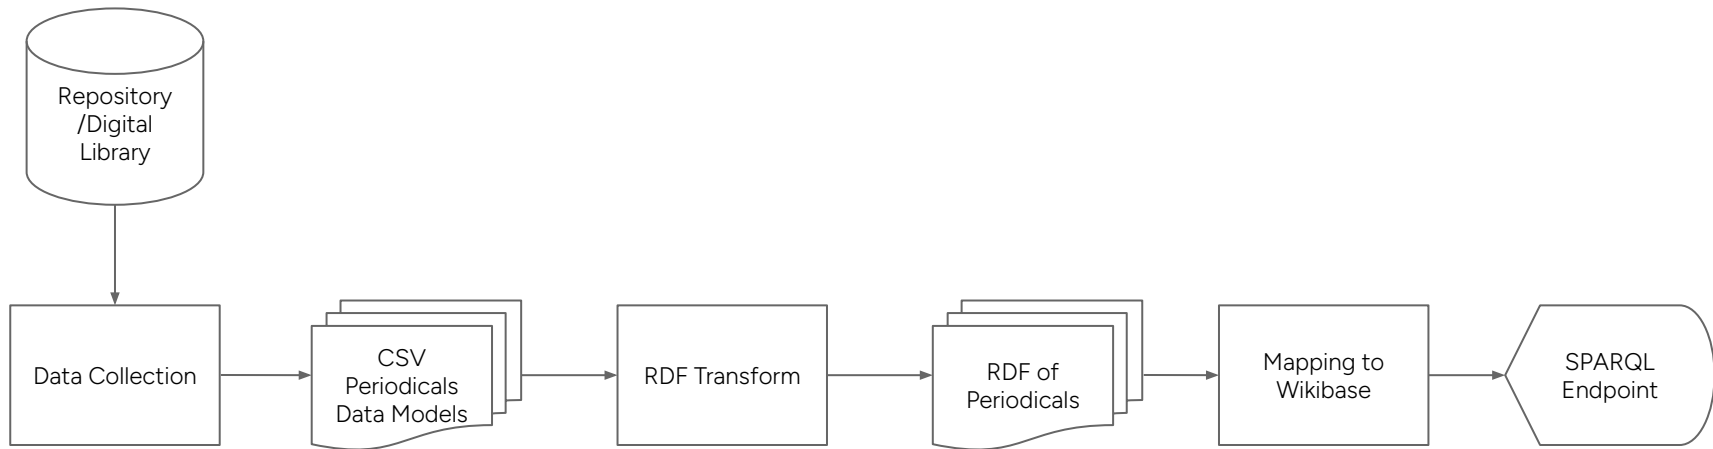 Repository
/Digital
Library
Data Collection
CSV
Periodicals
Data Models
RDF Transform
RDF of
Periodicals
Mapping to
Wikibase
SPARQL
Endpoint